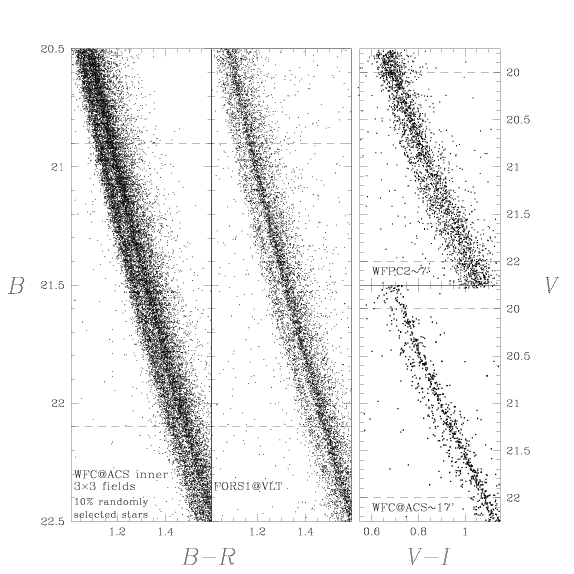 20.5
21
21.5
22
22.5
B
WFC@ACS inner
3×3 fields
10% randomly
selected stars
1.2 1.4
FORS1@VLT
1.2 1.4
B−R
WFPC2~7'
20
20.5
21
21.5
22
V
WFC@ACS~17'
20
20.5
21
21.5
22
0.6 0.8 1
V−I